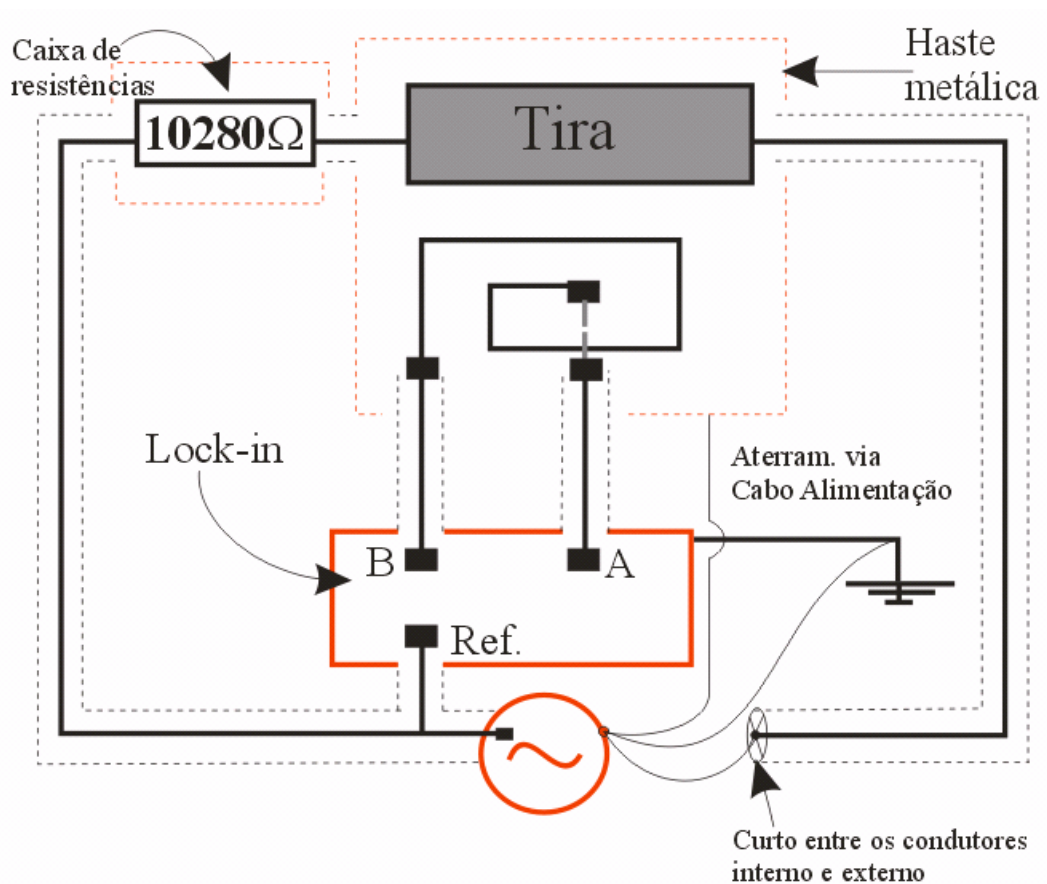 Caixa de
resistências
10280Ω
Tira
Haste
metálica
Lock-in
Aterram. via
Cabo Alimentação
B
A
Ref.
Curto entre os condutores
interno e externo